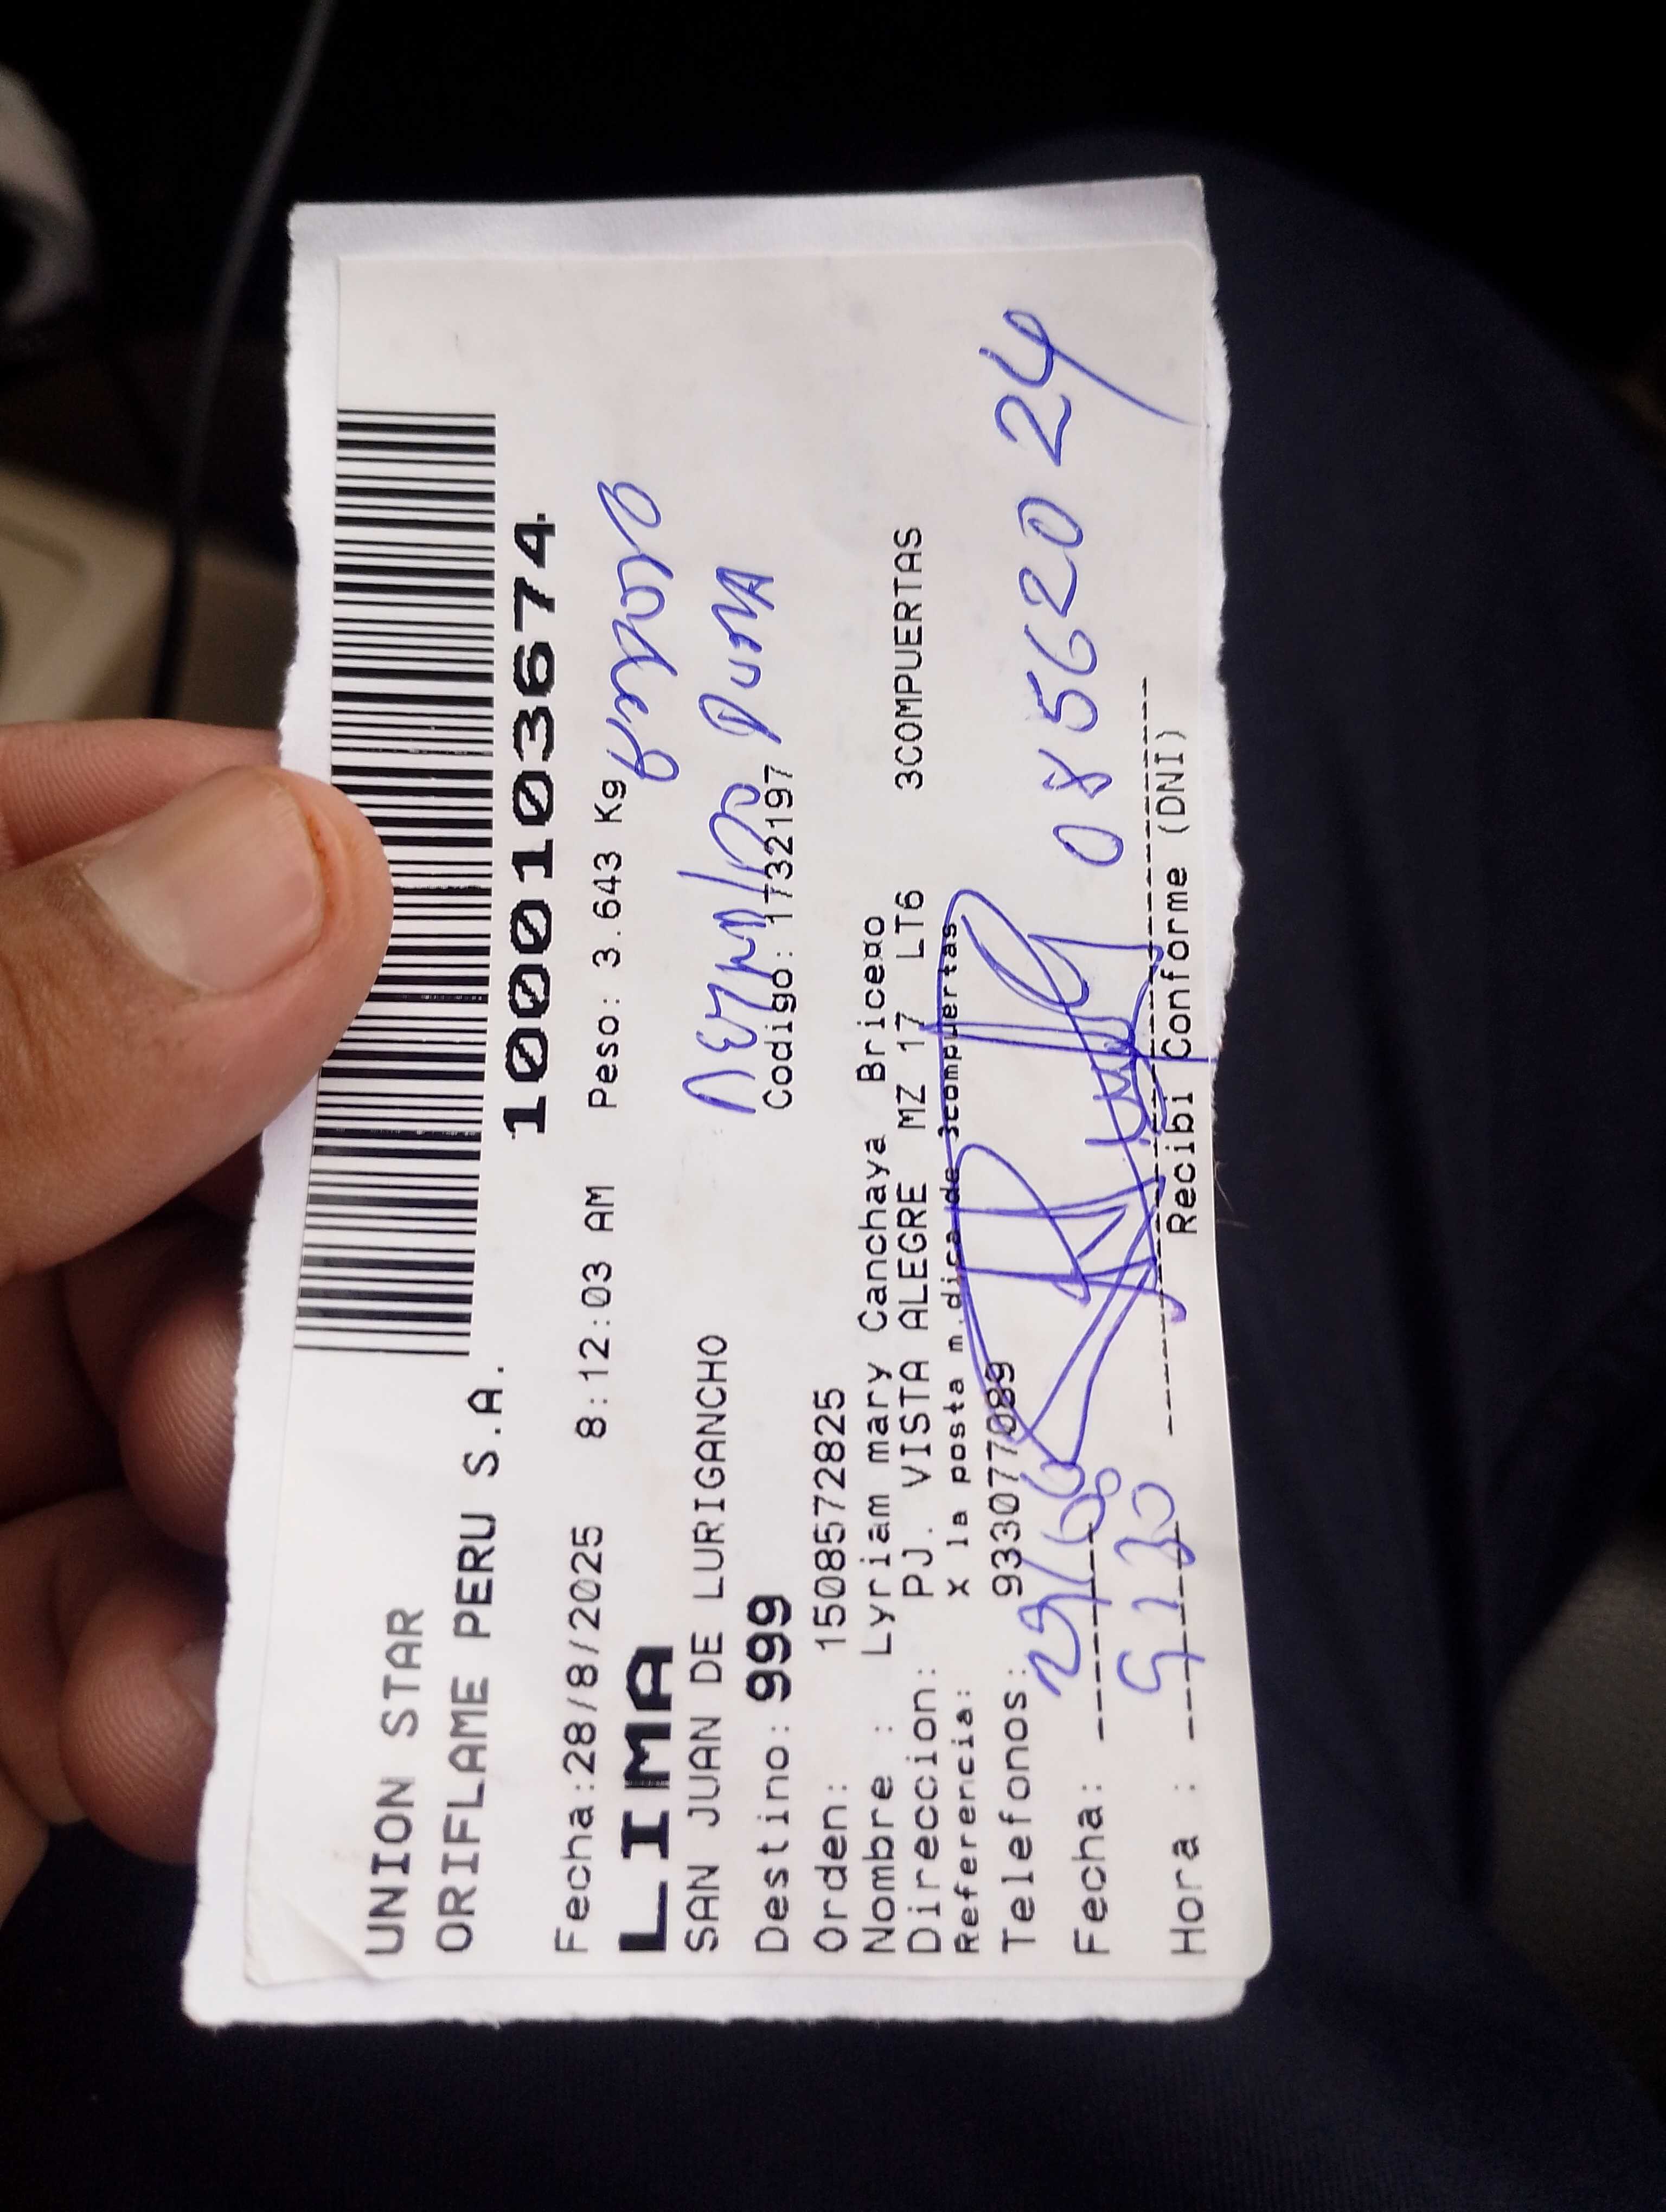 UNION STAR
ORIFLAME PERU S.A.
1000103674
Fecha:28/8/2025 8:12:03 AM Peso: 3.643 Kg
LIMA
SAN JUAN DE LURIGANCHO
Puma
Destino: 999 Codigo: 1732197
Orden: 1508572825
Nombre : Lyriam mary Canchaya Briceno
Direccion: PJ. VISTA ALEGRE MZ 17 LT6 3COMPUERTAS
Referencia: X la posta m.dica de 3compuertas
Telefonos: 933077089
Fecha: 29/08 08562024
Hora : 9:30
Recibi Conforme (DNI)